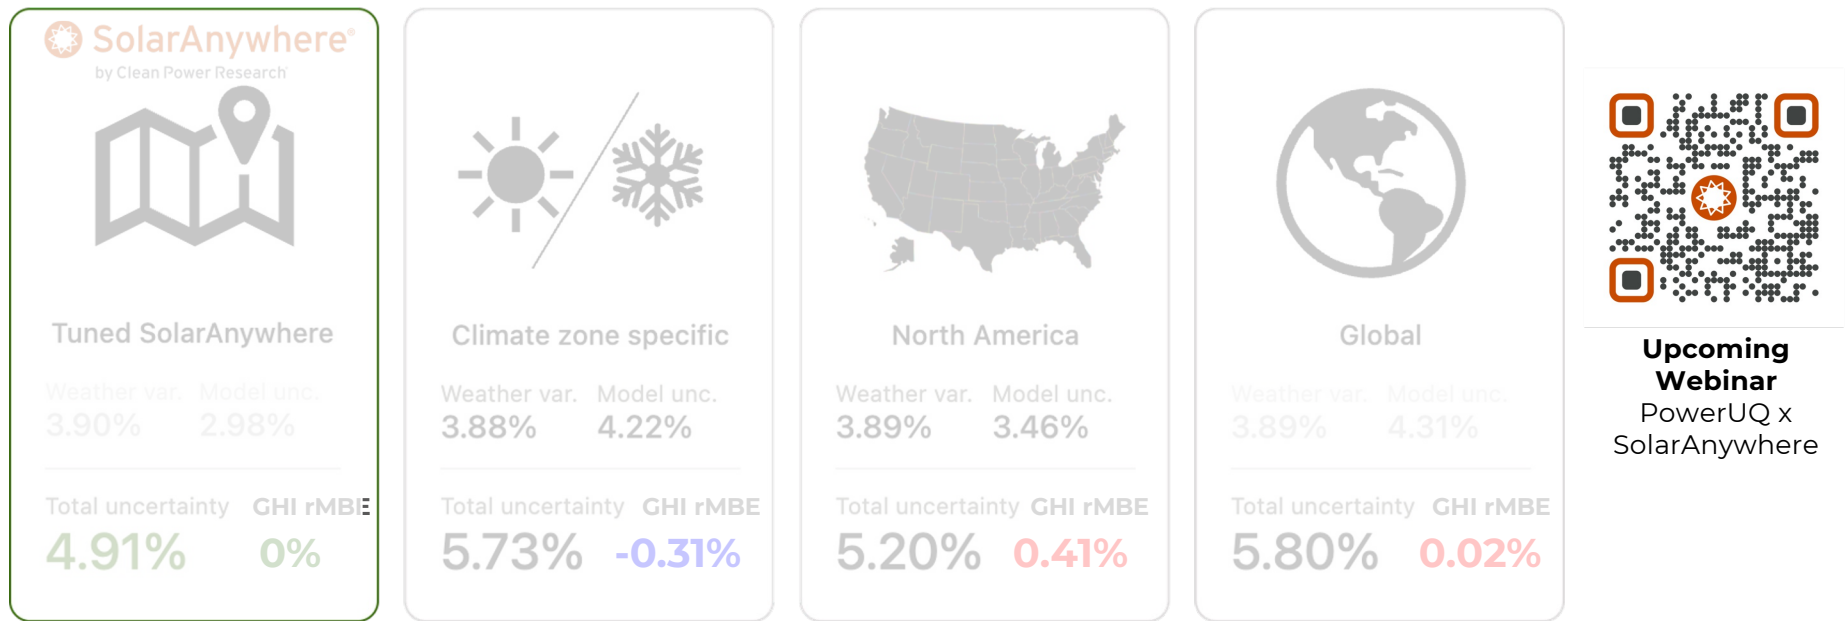 SolarAnywhere®
by Clean Power Research
Tuned SolarAnywhere
Weather var. Model unc.
3.90% 2.98%
Total uncertainty GHI rMBE
4.91% 0%
Climate zone specific
Weather var. Model unc.
3.88% 4.22%
Total uncertainty GHI rMBE
5.73% -0.31%
North America
Weather var. Model unc.
3.89% 3.46%
Total uncertainty GHI rMBE
5.20% 0.41%
Global
Weather var. Model unc.
3.89% 4.31%
Total uncertainty GHI rMBE
5.80% 0.02%
Upcoming
Webinar
PowerUQ x
SolarAnywhere